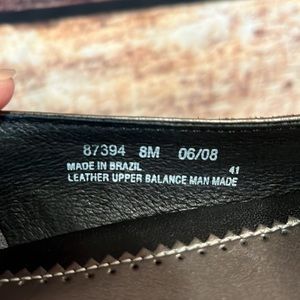 87394 8M 06/08
MADE IN BRAZIL 41
LEATHER UPPER BALANCE MAN MADE